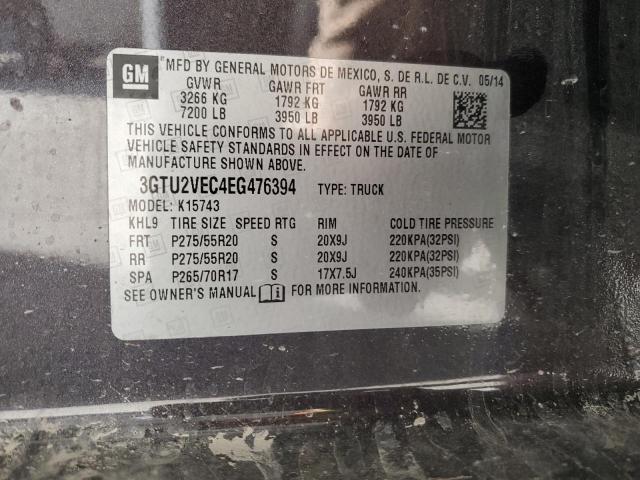 GM MFD BY GENERAL MOTORS DE MEXICO, S. DE R.L. DE C.V. 05/14
GVWR GAWR FRT GAWR RR
3266 KG 1792 KG 1792 KG
7200 LB 3950 LB 3950 LB
THIS VEHICLE CONFORMS TO ALL APPLICABLE U.S. FEDERAL MOTOR
VEHICLE SAFETY STANDARDS IN EFFECT ON THE DATE OF
MANUFACTURE SHOWN ABOVE.
3GTU2VEC4EG476394 TYPE: TRUCK
MODEL: K15743
KHL9 TIRE SIZE SPEED RTG RIM COLD TIRE PRESSURE
FRT P275/55R20 S 20X9J 220KPA(32PSI)
RR P275/55R20 S 20X9J 220KPA(32PSI)
SPA P265/70R17 S 17X7.5J 240KPA(35PSI)
SEE OWNER'S MANUAL FOR MORE INFORMATION.